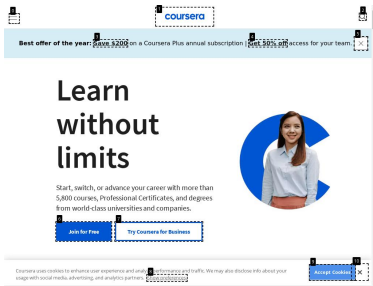 coursera
Best offer of the year: Save $200 on a Coursera Plus annual subscription | Get 50% off access for your team.
Learn
without
limits
Start, switch, or advance your career with more than
5,800 courses, Professional Certificates, and degrees
from world-class universities and companies.
Join for Free
Try Coursera for Business
Coursera uses cookies to enhance user experience and analyze performance and traffic. We may also disclose info about your
usage with social media, advertising, and analytics partners.
Accept Cookies